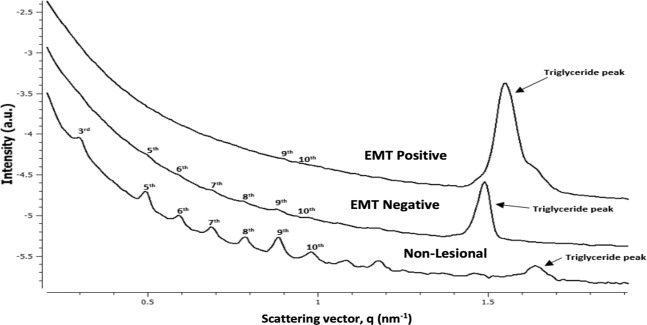 -2.5
-3
-3.5
-4
-4.5
-5
-5.5
Intensity (a.u.)
Triglyceride peak
9th
10th
EMT Positive
3rd
5th
6th
7th
8th
9th
10th
EMT Negative
Triglyceride peak
5th
6th
7th
8th
9th
10th
Non-Lesional
Triglyceride peak
0.5
1
1.5
Scattering vector, q (nm-1)